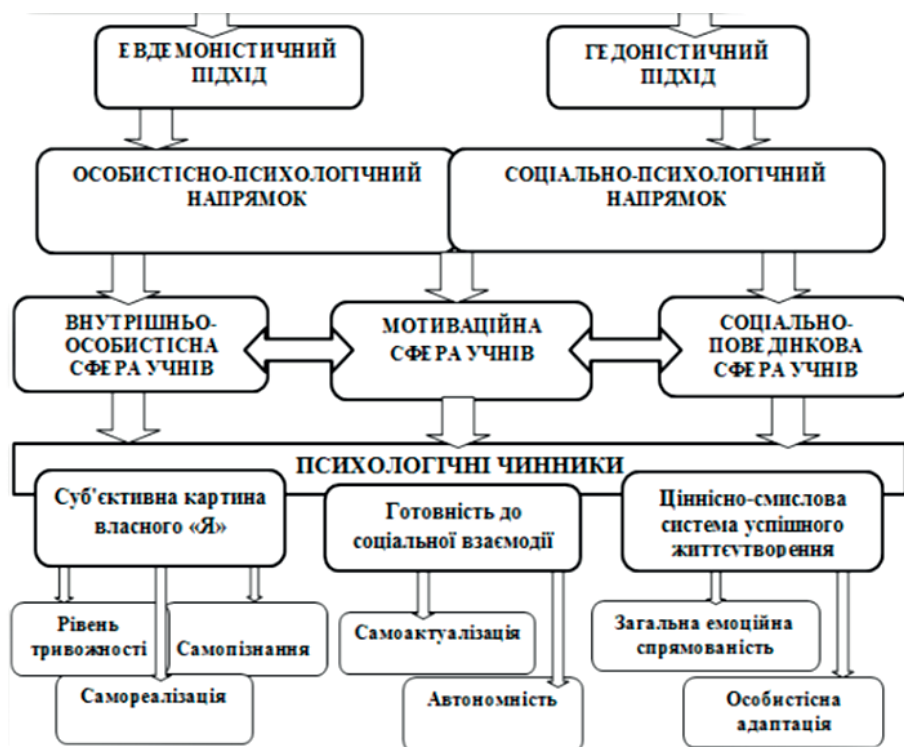 ЕВДЕМОНІСТИЧНИЙ
ПІДХІД
ГЕДОНІСТИЧНИЙ
ПІДХІД
ОСОБИСТІСНО-ПСИХОЛОГІЧНИЙ
НАПРЯМОК
СОЦІАЛЬНО-ПСИХОЛОГІЧНИЙ
НАПРЯМОК
ВНУТРІШНЬО-
ОСОБИСТІСНА
СФЕРА УЧНІВ
МОТИВАЦІЙНА
СФЕРА УЧНІВ
СОЦІАЛЬНО-
ПОВЕДІНКОВА
СФЕРА УЧНІВ
ПСИХОЛОГІЧНІ ЧИННИКИ
Суб'єктивна картина
власного «Я»
Готовність до
соціальної взаємодії
Ціннісно-смислова
система успішного
життєутворення
Рівень
тривожності
Самопізнання
Самореалізація
Самоактуалізація
Автономність
Загальна емоційна
спрямованість
Особистісна
адаптація